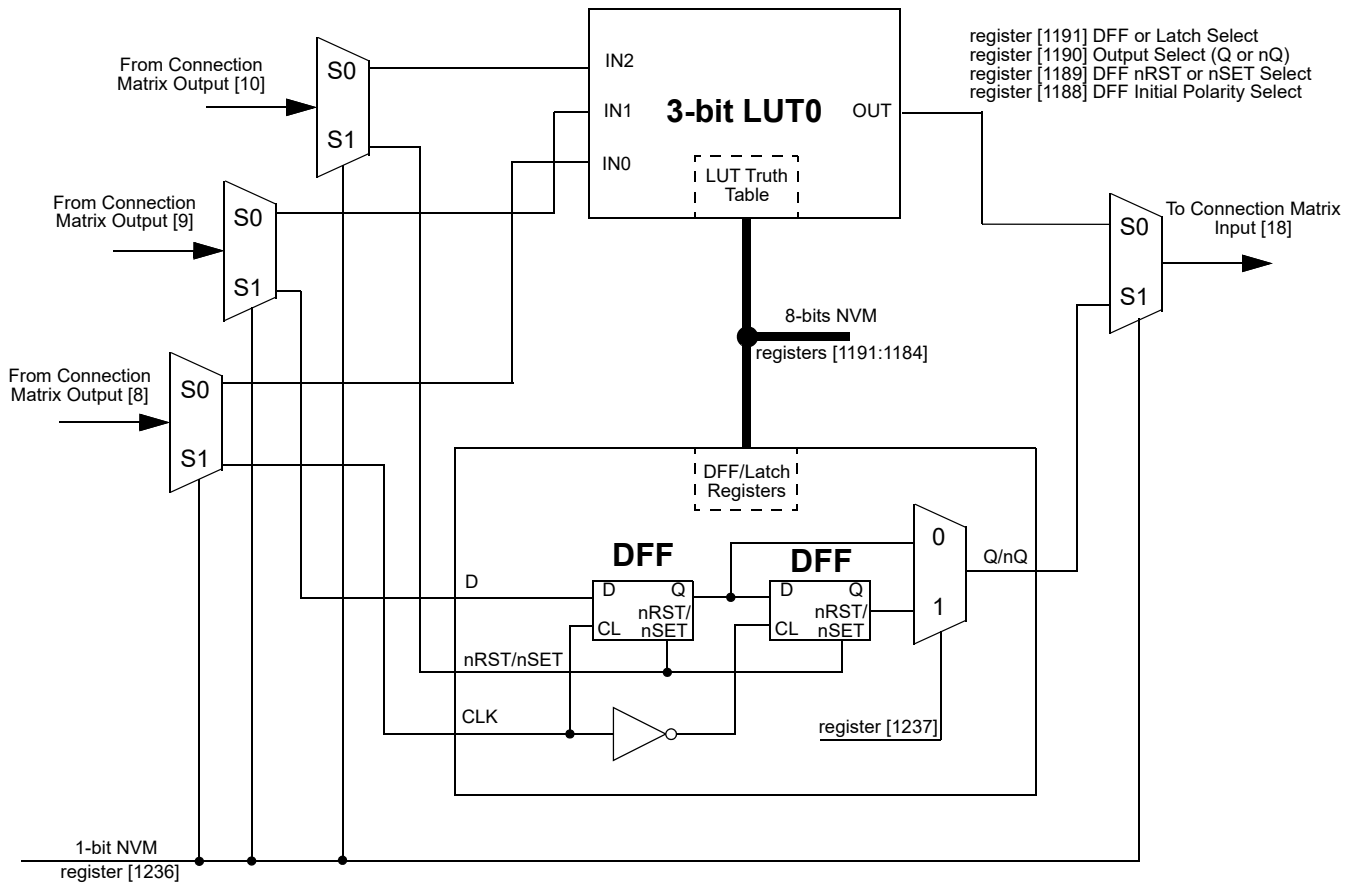 register [1191] DFF or Latch Select
register [1190] Output Select (Q or nQ)
register [1189] DFF nRST or nSET Select
register [1188] DFF Initial Polarity Select
From Connection
Matrix Output [10]
S0
S1
IN2
IN1
IN0
3-bit LUT0
OUT
LUT Truth
Table
From Connection
Matrix Output [9]
S0
S1
To Connection Matrix
Input [18]
S0
S1
8-bits NVM
registers [1191:1184]
From Connection
Matrix Output [8]
S0
S1
DFF/Latch
Registers
DFF
DFF
D
D
Q
nRST/
nSET
CL
D
Q
nRST/
nSET
CL
0
1
Q/nQ
nRST/nSET
CLK
register [1237]
1-bit NVM
register [1236]